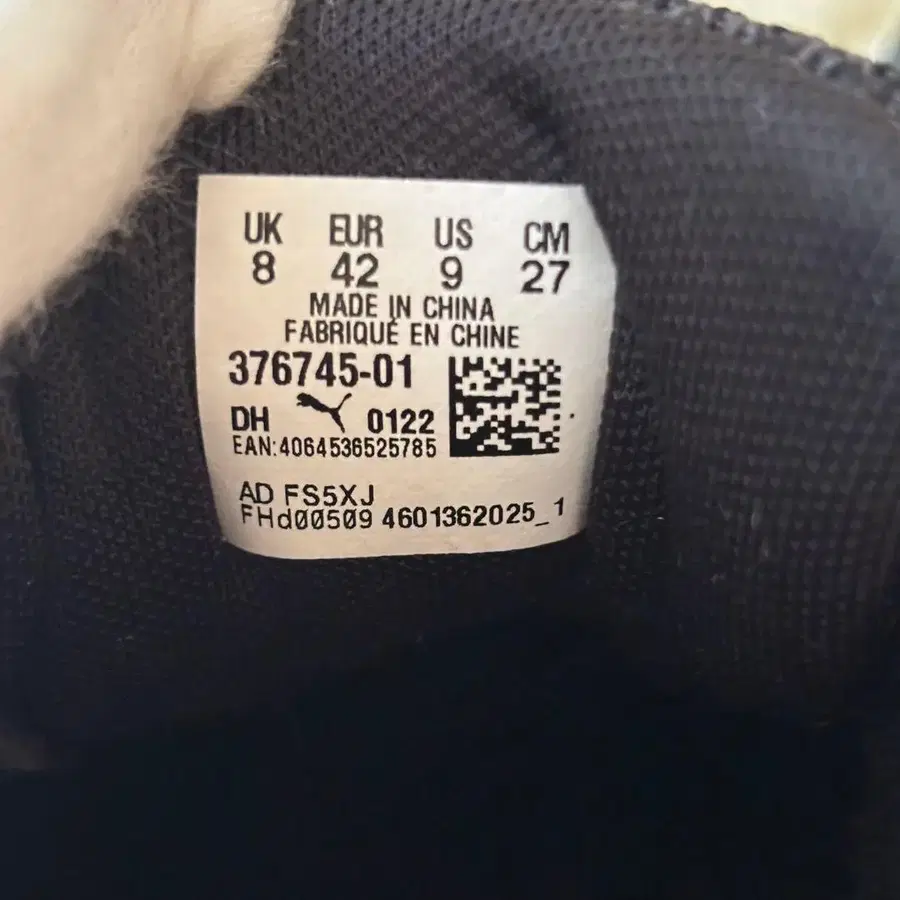 UK EUR US CM
8 42 9 27
MADE IN CHINA
FABRIQUÉ EN CHINE
376745-01
DH 0122
EAN:4064536525785
AD FS5XJ
FHd00509 4601362025_1